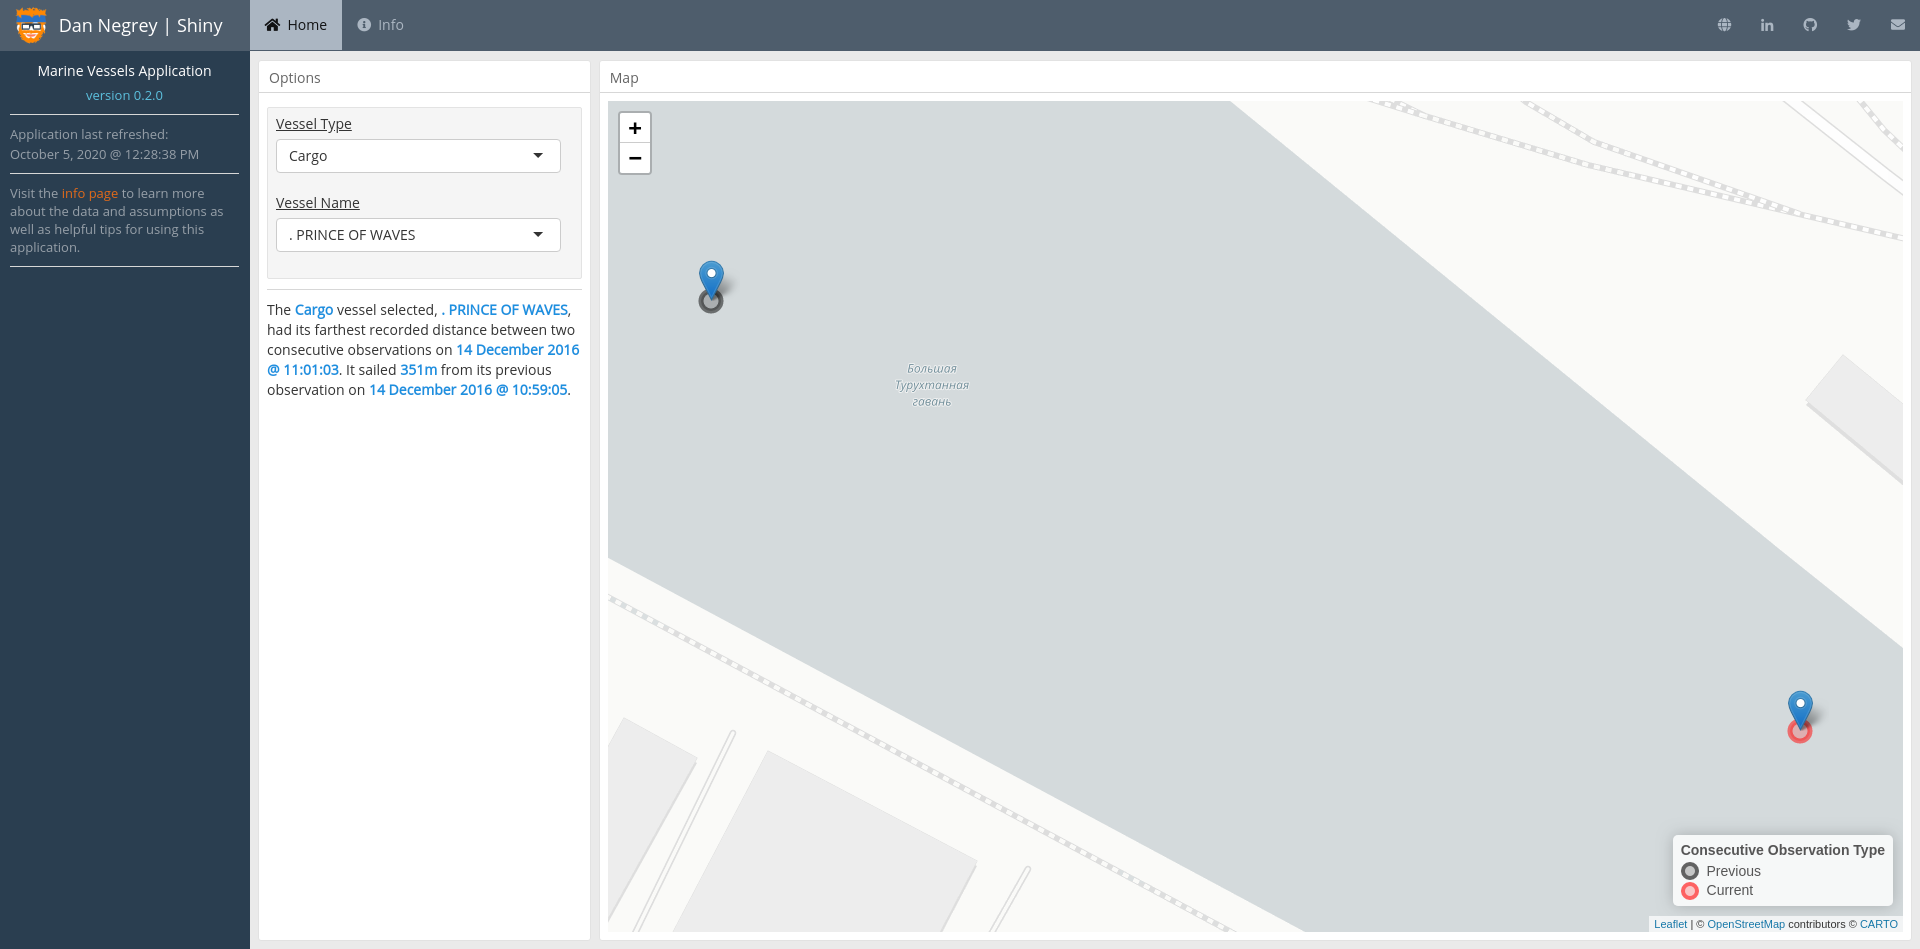 Dan Negrey | Shiny
Home
Info
Marine Vessels Application
version 0.2.0
Application last refreshed:
October 5, 2020 @ 12:28:38 PM
Visit the info page to learn more
about the data and assumptions as
well as helpful tips for using this
application.
Options
Vessel Type
Cargo
Vessel Name
. PRINCE OF WAVES
The Cargo vessel selected, . PRINCE OF WAVES,
had its farthest recorded distance between two
consecutive observations on 14 December 2016
@ 11:01:03. It sailed 351m from its previous
observation on 14 December 2016 @ 10:59:05.
Map
+
−
Большая
Турухтанная
гавань
Consecutive Observation Type
Previous
Current
Leaflet | © OpenStreetMap contributors © CARTO